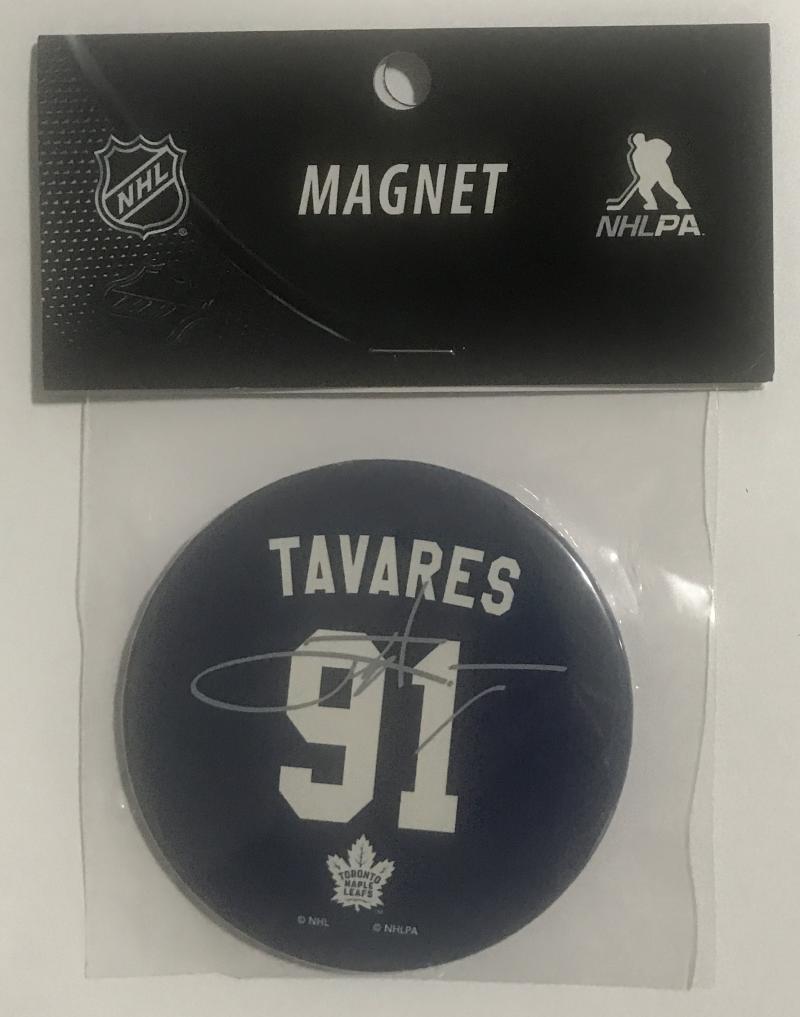 NHL
®
MAGNET
NHLPA
TAVARES
91
TORONTO
MAPLE
LEAFS
© NHL © NHLPA